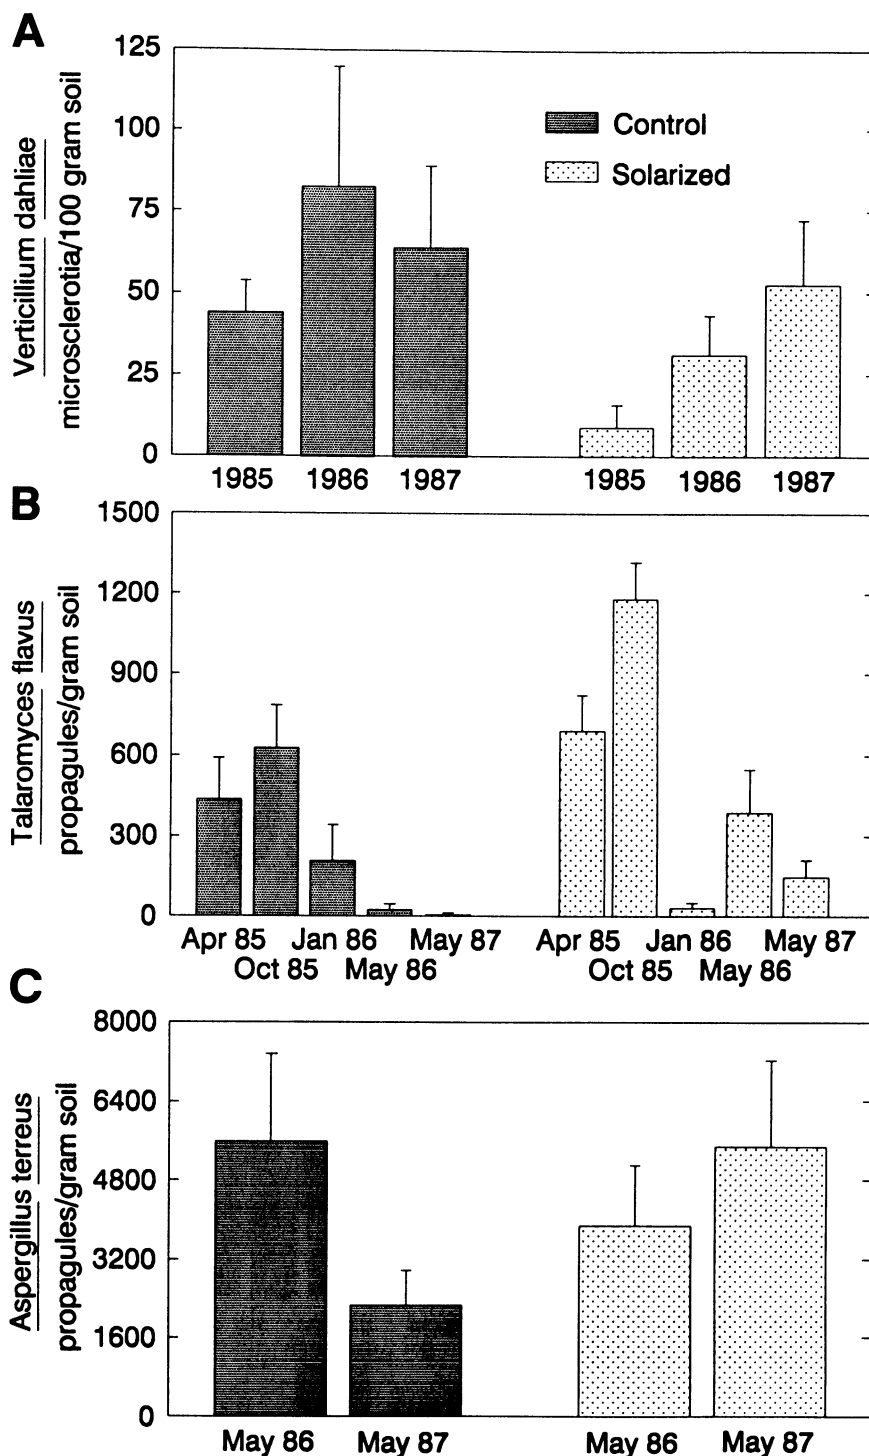 A
Verticillium dahliae
microsclerotia/100 gram soil
125
100
75
50
25
0
Control
Solarized
1985 1986 1987 1985 1986 1987
B
Talaromyces flavus
propagules/gram soil
1500
1200
900
600
300
0
Apr 85 Jan 86 May 87 Apr 85 Jan 86 May 87
Oct 85 May 86 Oct 85 May 86
C
Aspergillus terreus
propagules/gram soil
8000
6400
4800
3200
1600
0
May 86 May 87 May 86 May 87